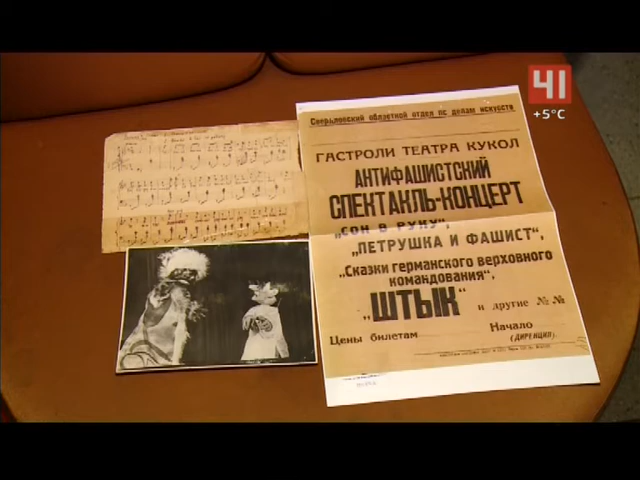 41
+5°C
Свердловский областной отдел по делам искусств
ГАСТРОЛИ ТЕАТРА КУКОЛ
АНТИФАШИСТСКИЙ
СПЕКТАКЛЬ-КОНЦЕРТ
„СОН В РУКУ",
„ПЕТРУШКА И ФАШИСТ",
„Сказки германского верховного
командования",
„ШТЫК" и другие №№
Цены билетам
Начало
(ДИРЕКЦИЯ)